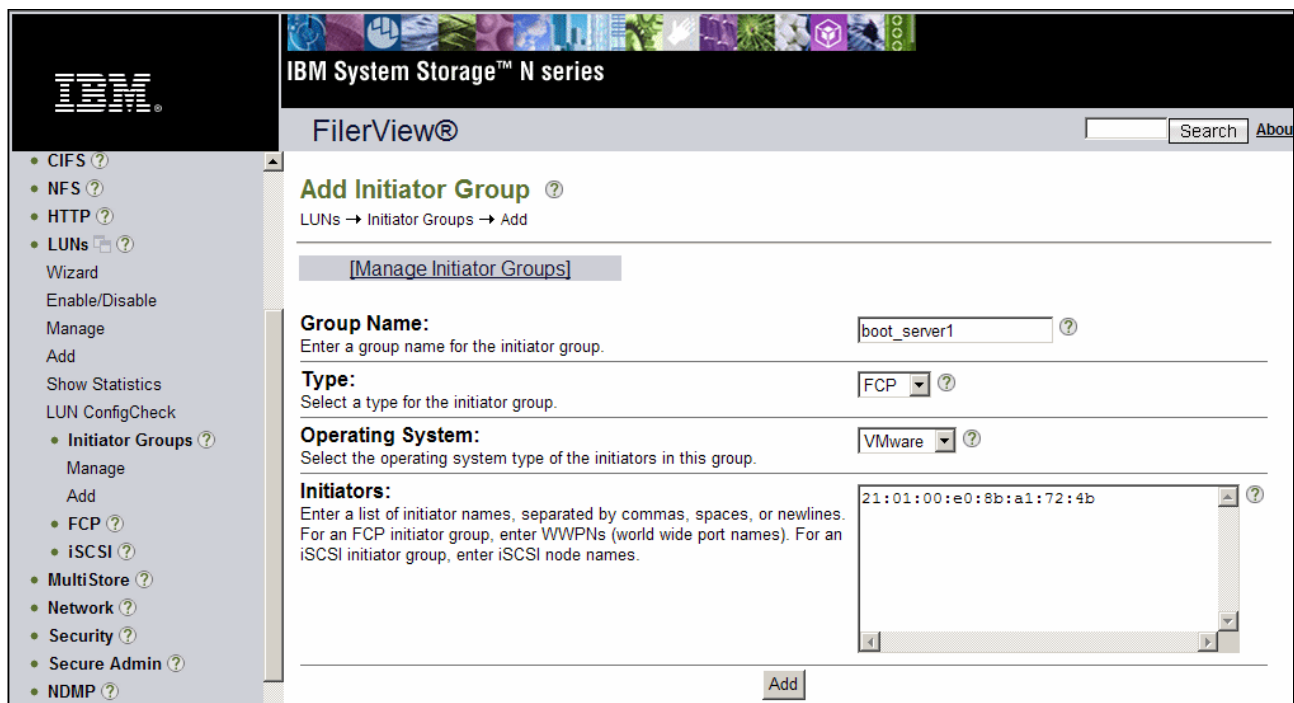 IBM®
IBM System Storage™ N series
FilerView®
Search
Abou
CIFS ?
NFS ?
HTTP ?
LUNs ?
Wizard
Enable/Disable
Manage
Add
Show Statistics
LUN ConfigCheck
Initiator Groups ?
Manage
Add
FCP ?
iSCSI ?
MultiStore ?
Network ?
Security ?
Secure Admin ?
NDMP ?
Add Initiator Group ?
LUNs → Initiator Groups → Add
[Manage Initiator Groups]
Group Name:
Enter a group name for the initiator group.
boot_server1 ?
Type:
Select a type for the initiator group.
FCP ?
Operating System:
Select the operating system type of the initiators in this group.
VMware ?
Initiators:
Enter a list of initiator names, separated by commas, spaces, or newlines.
For an FCP initiator group, enter WWPNs (world wide port names). For an
iSCSI initiator group, enter iSCSI node names.
21:01:00:e0:8b:a1:72:4b ?
Add